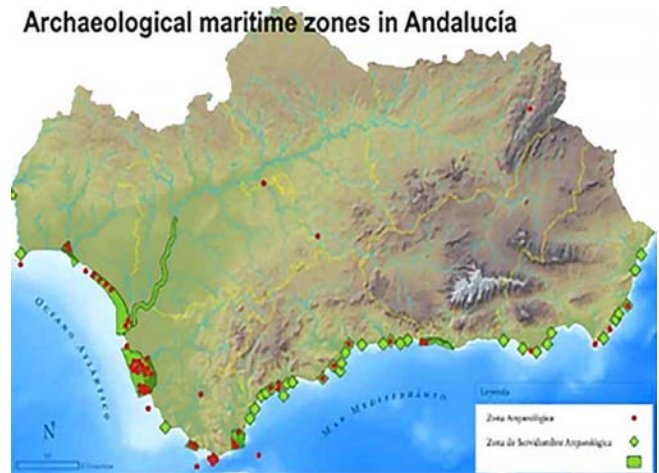 Archaeological maritime zones in Andalucía
OCEANO ATLÁNTICO
MAR MEDITERRÁNEO
N
Leyenda
Zona Arqueológica
Zona de Servidumbre Arqueológica